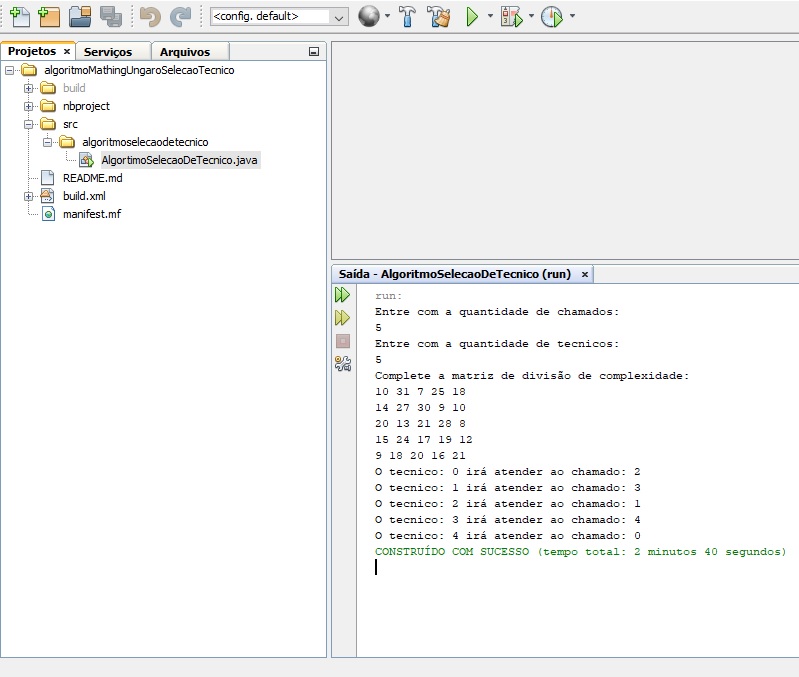 <config. default>
Projetos × Serviços Arquivos
algoritmoMathingUngaroSelecaoTecnico
build
nbproject
src
algoritmoselecaodetecnico
AlgortimoSelecaoDeTecnico.java
README.md
build.xml
manifest.mf
Saída - AlgoritmoSelecaoDeTecnico (run) ×
run:
Entre com a quantidade de chamados:
5
Entre com a quantidade de tecnicos:
5
Complete a matriz de divisão de complexidade:
10 31 7 25 18
14 27 30 9 10
20 13 21 28 8
15 24 17 19 12
9 18 20 16 21
O tecnico: 0 irá atender ao chamado: 2
O tecnico: 1 irá atender ao chamado: 3
O tecnico: 2 irá atender ao chamado: 1
O tecnico: 3 irá atender ao chamado: 4
O tecnico: 4 irá atender ao chamado: 0
CONSTRUÍDO COM SUCESSO (tempo total: 2 minutos 40 segundos)